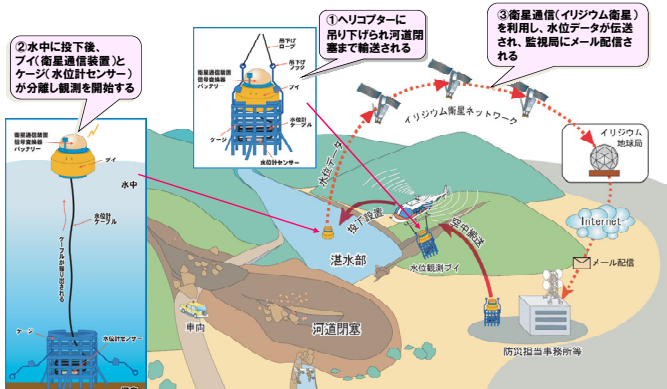 ①ヘリコプターに
吊り下げられ河道閉
塞まで輸送される
②水中に投下後、
ブイ(衛星通信装置)と
ケージ(水位計センサー)
が分離し観測を開始する
③衛星通信(イリジウム衛星)
を利用し、水位データが伝送
され、監視局にメール配信さ
れる
吊下げ
ロープ
吊下げ
フック
衛星通信装置
信号変換器
バッテリー
ブイ
水位計
ケーブル
ケージ
水位計センサー
衛星通信装置
信号変換器
バッテリー
ブイ
水中
水位計
ケーブル
ケーブルが繰り出される
ケージ
水位計センサー
イリジウム衛星ネットワーク
イリジウム
地球局
Internet
メール配信
水位データ
投下設置
空中輸送
水位観測ブイ
湛水部
河道閉塞
車両
防災担当事務所等